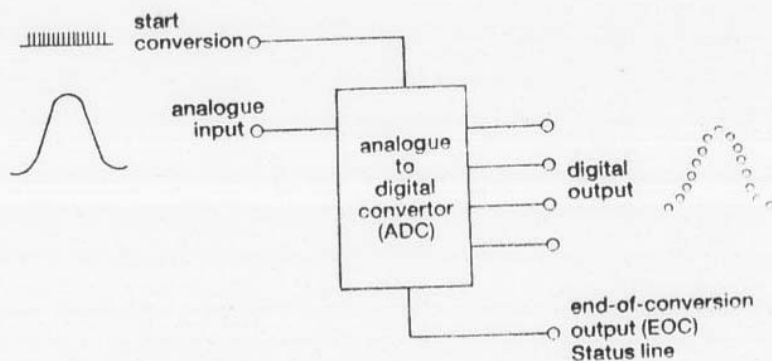 start
conversion
analogue
input
analogue
to
digital
convertor
(ADC)
digital
output
end-of-conversion
output (EOC)
Status line